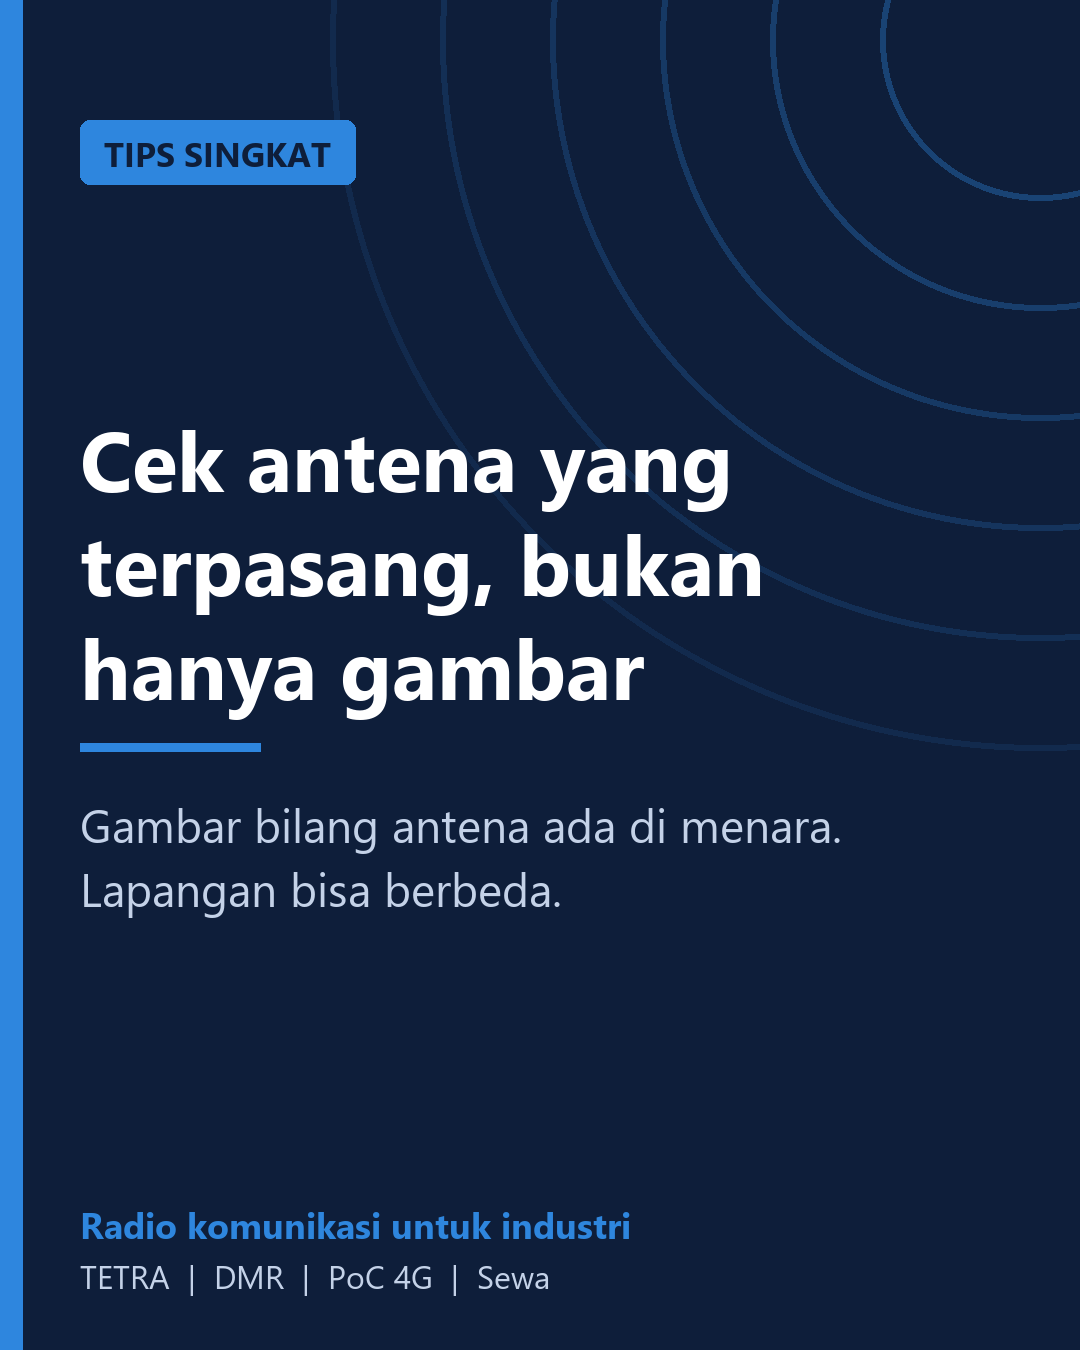 TIPS SINGKAT
Cek antena yang
terpasang, bukan
hanya gambar
Gambar bilang antena ada di menara.
Lapangan bisa berbeda.
Radio komunikasi untuk industri
TETRA | DMR | PoC 4G | Sewa